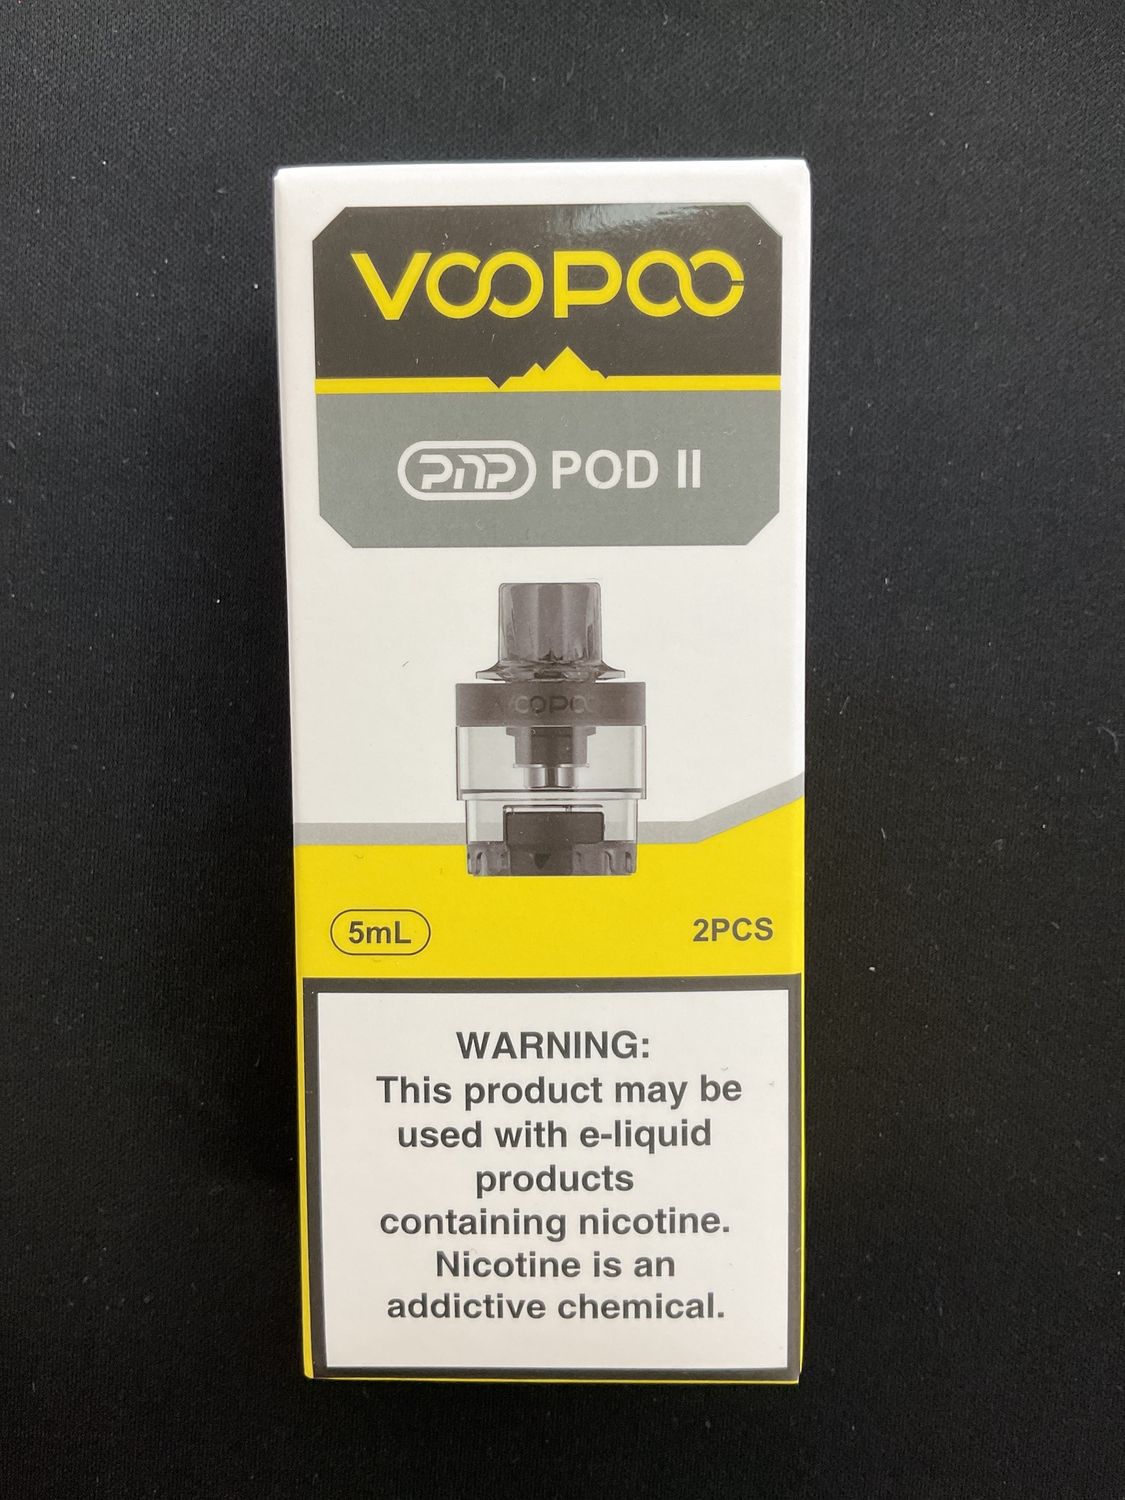 VOOPOO
PNP POD II
VOOPOO
5mL
2PCS
WARNING:
This product may be
used with e-liquid
products
containing nicotine.
Nicotine is an
addictive chemical.